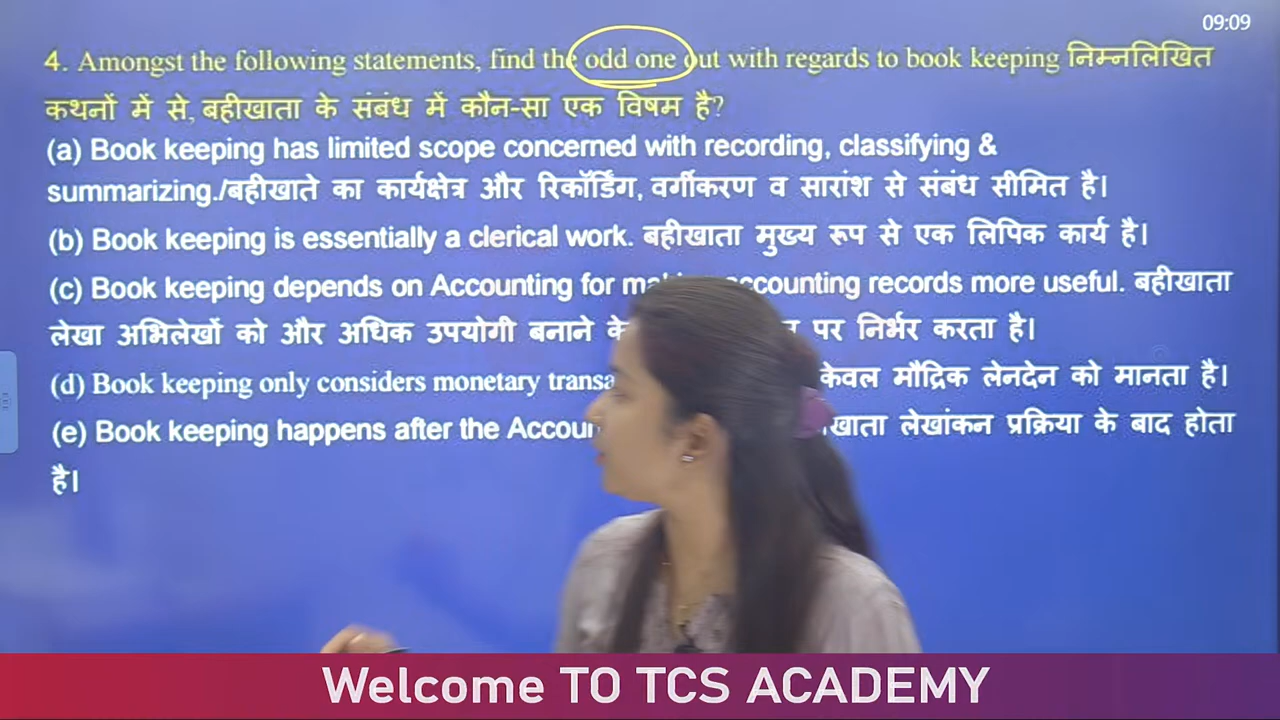 09:09
4. Amongst the following statements, find the odd one out with regards to book keeping निम्नलिखित
कथनों में से, बहीखाता के संबंध में कौन-सा एक विषम है?
(a) Book keeping has limited scope concerned with recording, classifying &
summarizing./बहीखाते का कार्यक्षेत्र और रिकॉर्डिंग, वर्गीकरण व सारांश से संबंध सीमित है।
(b) Book keeping is essentially a clerical work. बहीखाता मुख्य रूप से एक लिपिक कार्य है।
(c) Book keeping depends on Accounting for accounting records more useful. बहीखाता
लेखा अभिलेखों को और अधिक उपयोगी बनाने पर निर्भर करता है।
(d) Book keeping only considers monetary केवल मौद्रिक लेनदेन को मानता है।
(e) Book keeping happens after the लेखांकन प्रक्रिया के बाद होता
है।
Welcome TO TCS ACADEMY